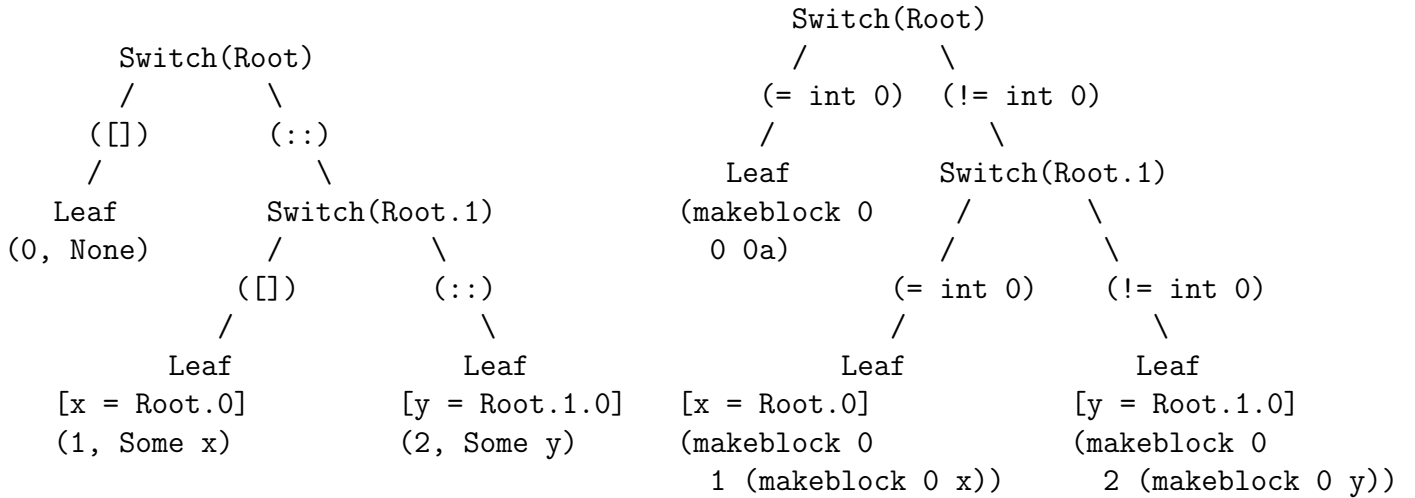 Switch(Root)
/ \
([]) (::)
/ \
Leaf Switch(Root.1)
(0, None) / \
([]) (::)
/ \
Leaf Leaf
[x = Root.0] [y = Root.1.0]
(1, Some x) (2, Some y)
Switch(Root)
/ \
(= int 0) (!= int 0)
/ \
Leaf Switch(Root.1)
(makeblock 0 / \
0 0a) / \
(= int 0) (!= int 0)
/ \
Leaf Leaf
[x = Root.0] [y = Root.1.0]
(makeblock 0 (makeblock 0
1 (makeblock 0 x)) 2 (makeblock 0 y))